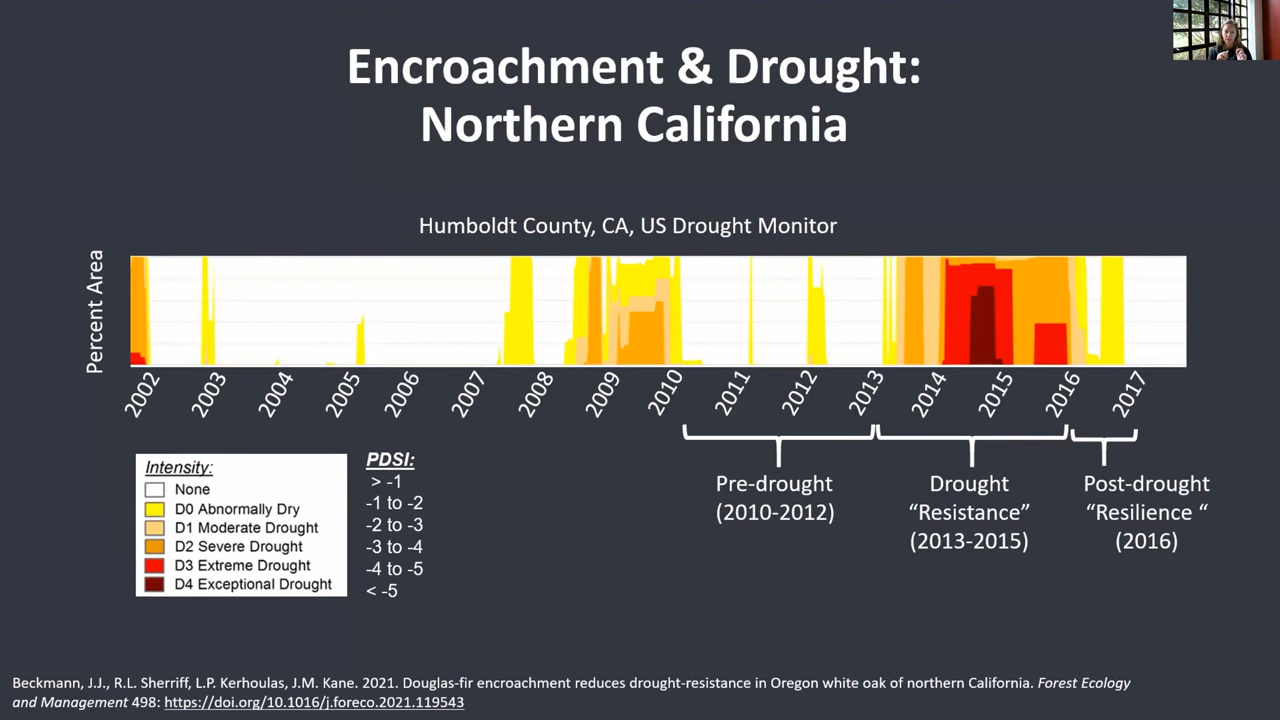 Encroachment & Drought:
Northern California
Humboldt County, CA, US Drought Monitor
Percent Area
2002 2003 2004 2005 2006 2007 2008 2009 2010 2011 2012 2013 2014 2015 2016 2017
Intensity:
None
D0 Abnormally Dry
D1 Moderate Drought
D2 Severe Drought
D3 Extreme Drought
D4 Exceptional Drought
PDSI:
> -1
-1 to -2
-2 to -3
-3 to -4
-4 to -5
< -5
Pre-drought
(2010-2012)
Drought
“Resistance”
(2013-2015)
Post-drought
“Resilience “
(2016)
Beckmann, J.J., R.L. Sherriff, L.P. Kerhoulas, J.M. Kane. 2021. Douglas-fir encroachment reduces drought-resistance in Oregon white oak of northern California. Forest Ecology
and Management 498: https://doi.org/10.1016/j.foreco.2021.119543